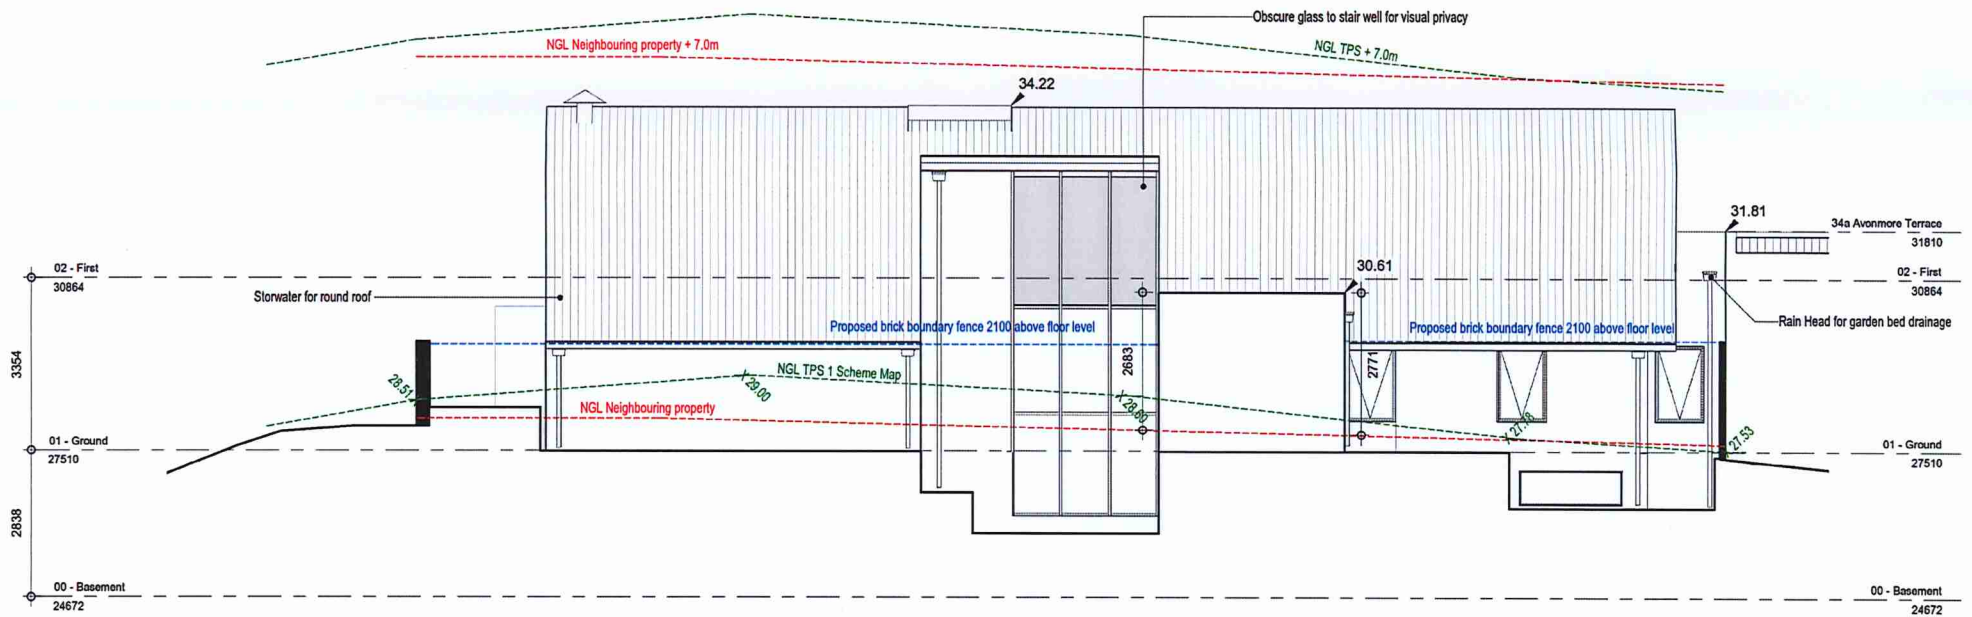 Obscure glass to stair well for visual privacy
NGL Neighbouring property + 7.0m
NGL TPS + 7.0m
34.22
31.81
34a Avonmore Terrace
31810
02 - First
30864
30.61
02 - First
30864
Storwater for round roof
Rain Head for garden bed drainage
Proposed brick boundary fence 2100 above floor level
Proposed brick boundary fence 2100 above floor level
3354
2683
2771
NGL TPS 1 Scheme Map
28.51
X 29.00
X 28.60
X 27.78
X 27.53
NGL Neighbouring property
01 - Ground
27510
01 - Ground
27510
2838
00 - Basement
24672
00 - Basement
24672